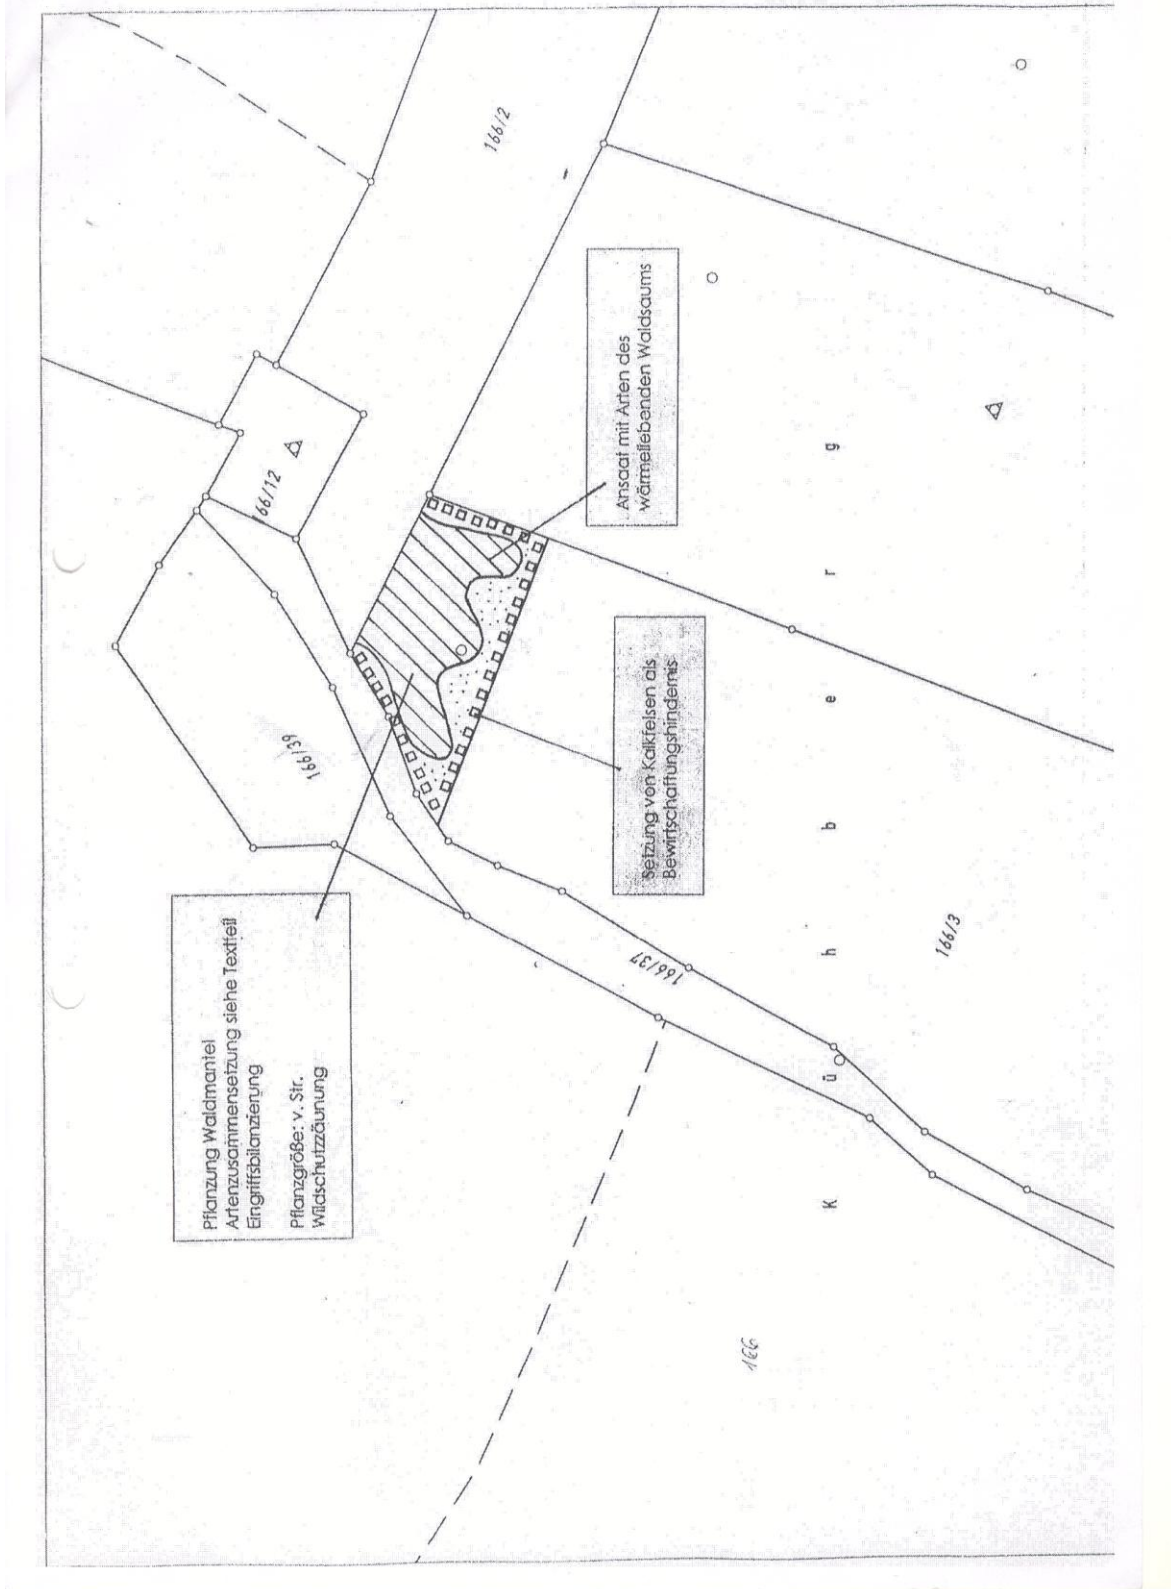 Pflanzung Waldmantel
Artenzusammensetzung siehe Textteil
Eingriffsbilanzierung
Pflanzgröße: v. Str.
Wildschutzzäunung
Setzung von Kalkfelsen als
Bewirtschaftungshindernis
Ansaat mit Arten des
wärmeliebenden Waldsaums
166/39
166/12
166/2
166/37
166/3
166
K ü h b e r g